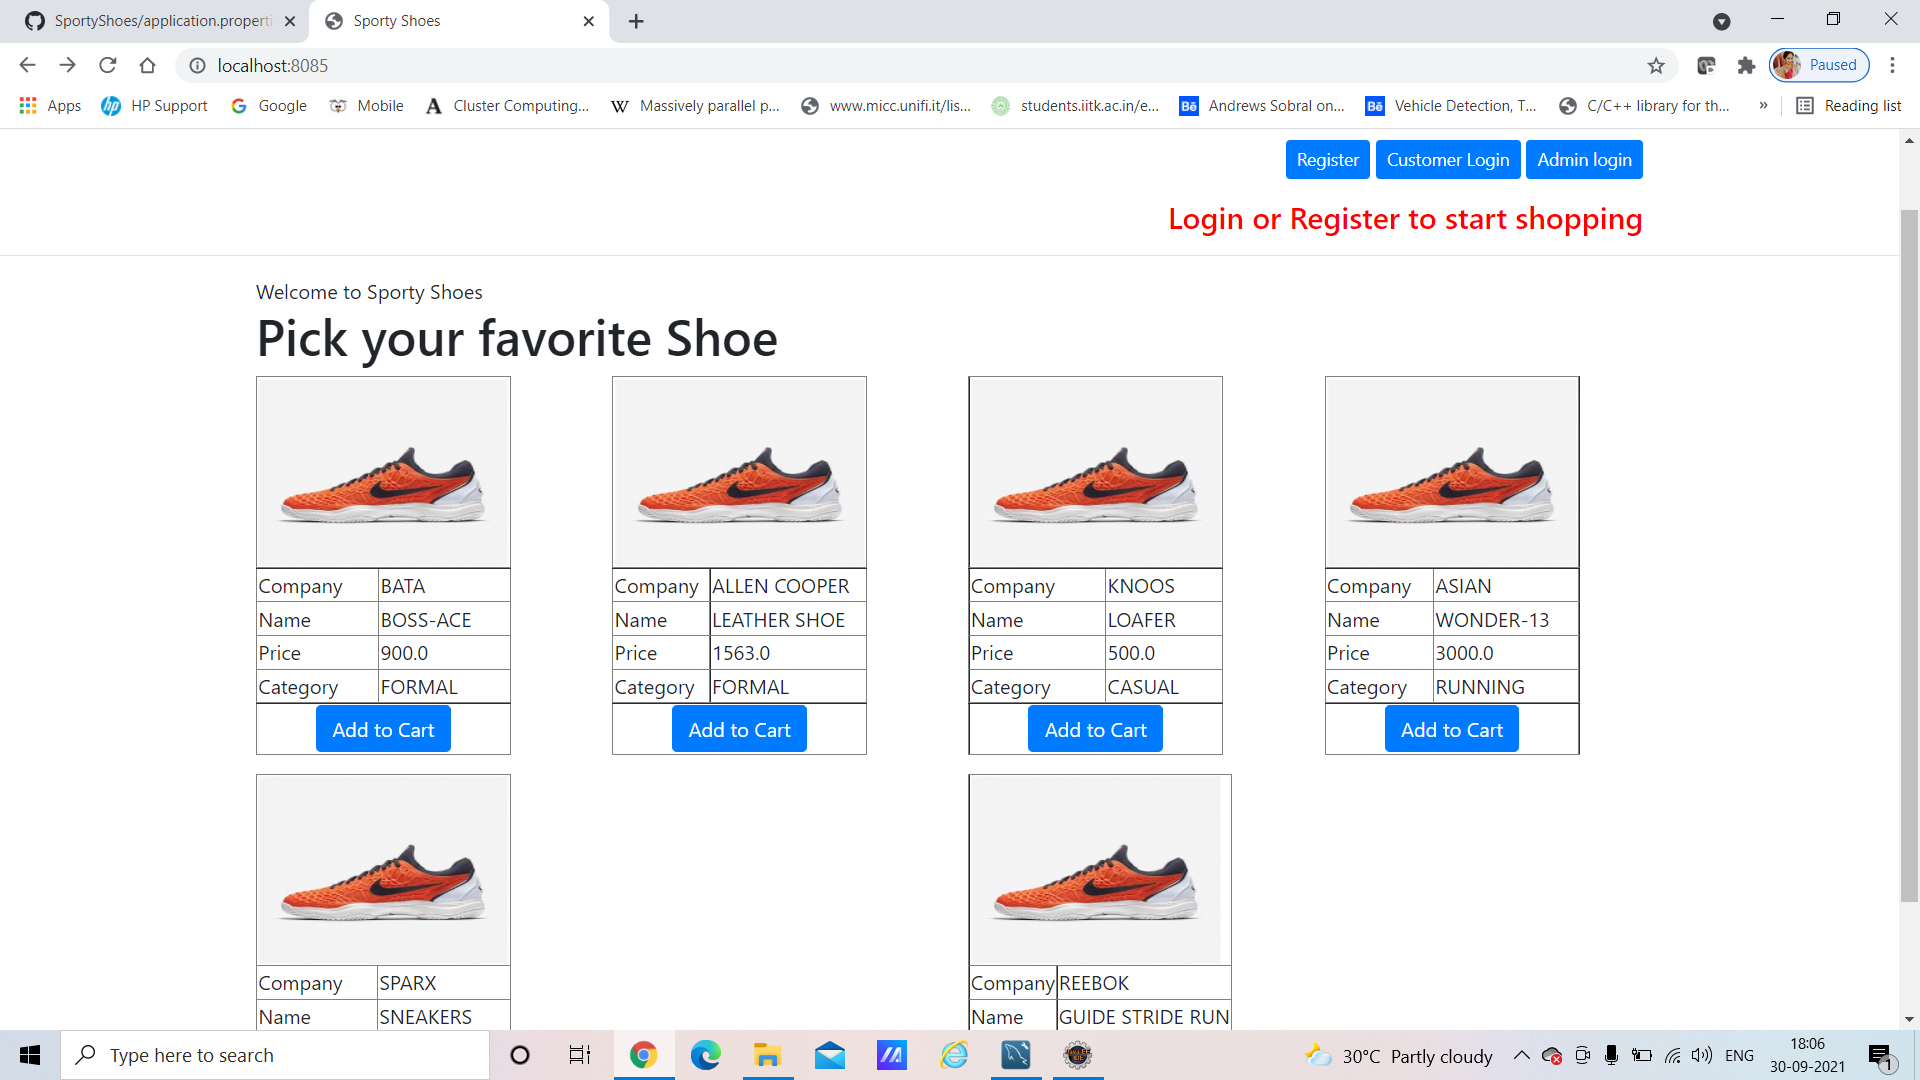 SportyShoes/application.properti
Sporty Shoes
localhost:8085
Paused
Apps
HP Support
Google
Mobile
Cluster Computing...
Massively parallel p...
www.micc.unifi.it/lis...
students.iitk.ac.in/e...
Andrews Sobral on...
Vehicle Detection, T...
C/C++ library for th...
»
Reading list
Register
Customer Login
Admin login
Login or Register to start shopping
Welcome to Sporty Shoes
Pick your favorite Shoe
Company BATA
Name BOSS-ACE
Price 900.0
Category FORMAL
Add to Cart
Company ALLEN COOPER
Name LEATHER SHOE
Price 1563.0
Category FORMAL
Add to Cart
Company KNOOS
Name LOAFER
Price 500.0
Category CASUAL
Add to Cart
Company ASIAN
Name WONDER-13
Price 3000.0
Category RUNNING
Add to Cart
Company SPARX
Name SNEAKERS
Company REEBOK
Name GUIDE STRIDE RUN
Type here to search
30°C Partly cloudy
ENG
18:06
30-09-2021
1